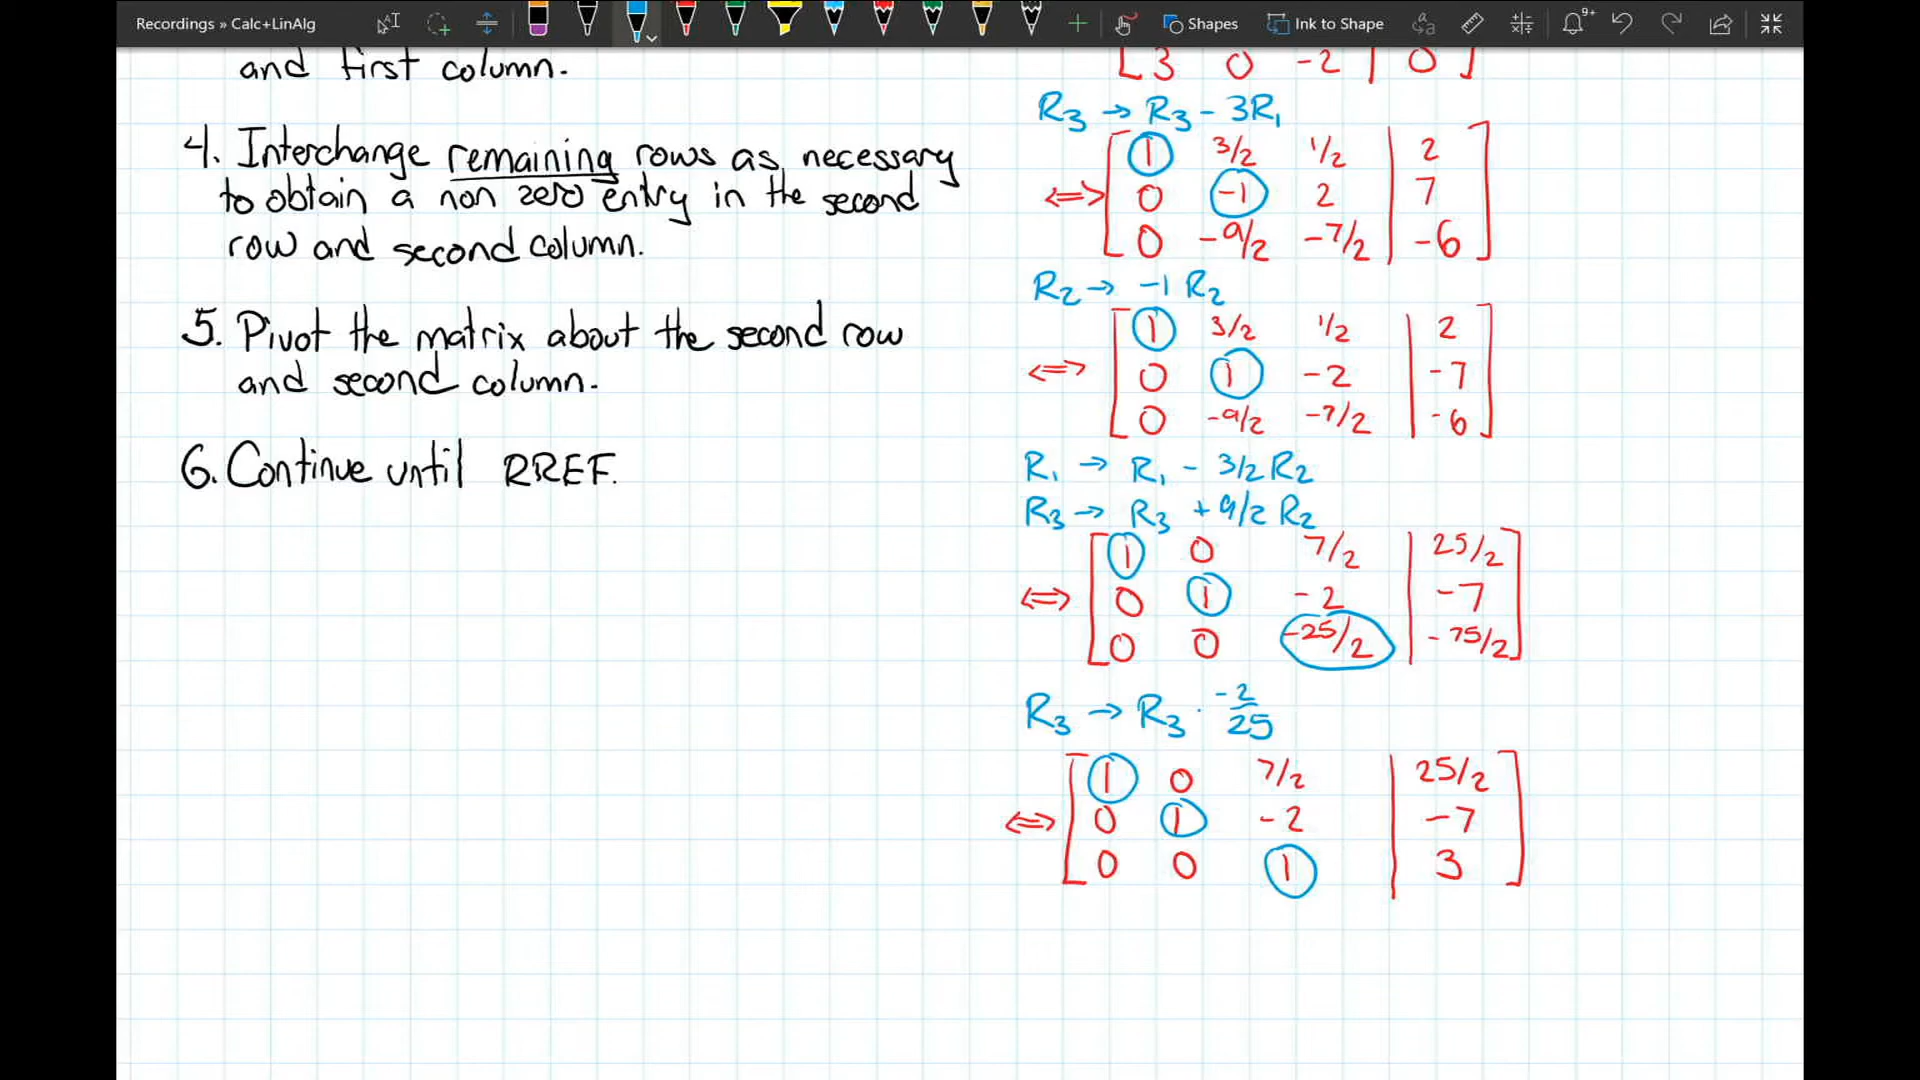 Recordings » Calc+LinAlg
Shapes
Ink to Shape
9+
and first column.
4. Interchange remaining rows as necessary
to obtain a non zero entry in the second
row and second column.
5. Pivot the matrix about the second row
and second column.
6. Continue until RREF.
[3 0 -2 | 0]
R₃ → R₃ - 3R₁
[1 3/2 1/2 | 2
⇔ 0 -1 2 | 7
0 -9/2 -7/2 | -6]
R₂ → -1 R₂
[1 3/2 1/2 | 2
⇔ 0 1 -2 | -7
0 -9/2 -7/2 | -6]
R₁ → R₁ - 3/2 R₂
R₃ → R₃ + 9/2 R₂
[1 0 7/2 | 25/2
⇔ 0 1 -2 | -7
0 0 -25/2 | -75/2]
R₃ → R₃ · -2/25
[1 0 7/2 | 25/2
⇔ 0 1 -2 | -7
0 0 1 | 3]